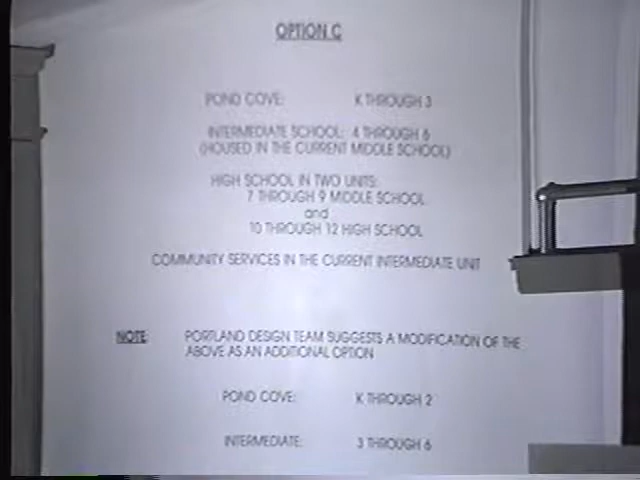 OPTION C
POND COVE: K THROUGH 3
INTERMEDIATE SCHOOL: 4 THROUGH 6
(HOUSED IN THE CURRENT MIDDLE SCHOOL)
HIGH SCHOOL IN TWO UNITS:
7 THROUGH 9 MIDDLE SCHOOL
and
10 THROUGH 12 HIGH SCHOOL
COMMUNITY SERVICES IN THE CURRENT INTERMEDIATE UNIT
NOTE: PORTLAND DESIGN TEAM SUGGESTS A MODIFICATION OF THE
ABOVE AS AN ADDITIONAL OPTION
POND COVE: K THROUGH 2
INTERMEDIATE: 3 THROUGH 6